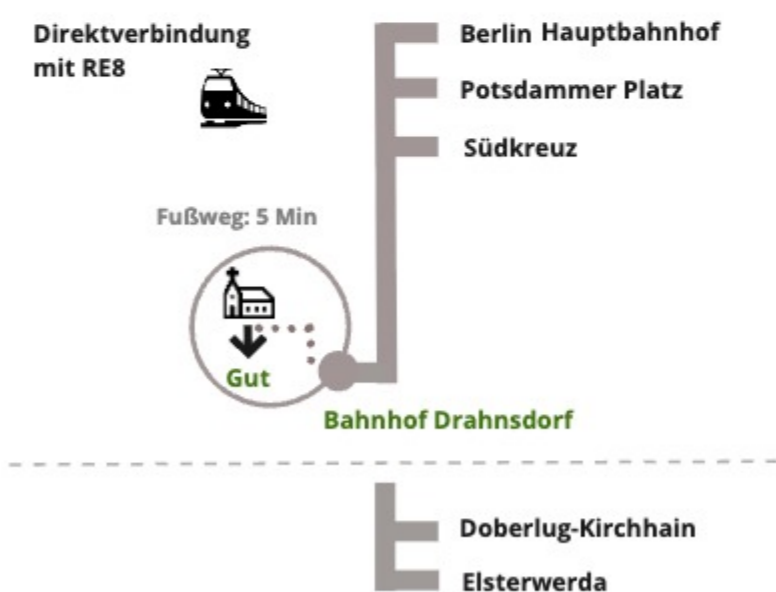 Direktverbindung
mit RE8
Berlin Hauptbahnhof
Potsdammer Platz
Südkreuz
Fußweg: 5 Min
Gut
Bahnhof Drahnsdorf
Doberlug-Kirchhain
Elsterwerda